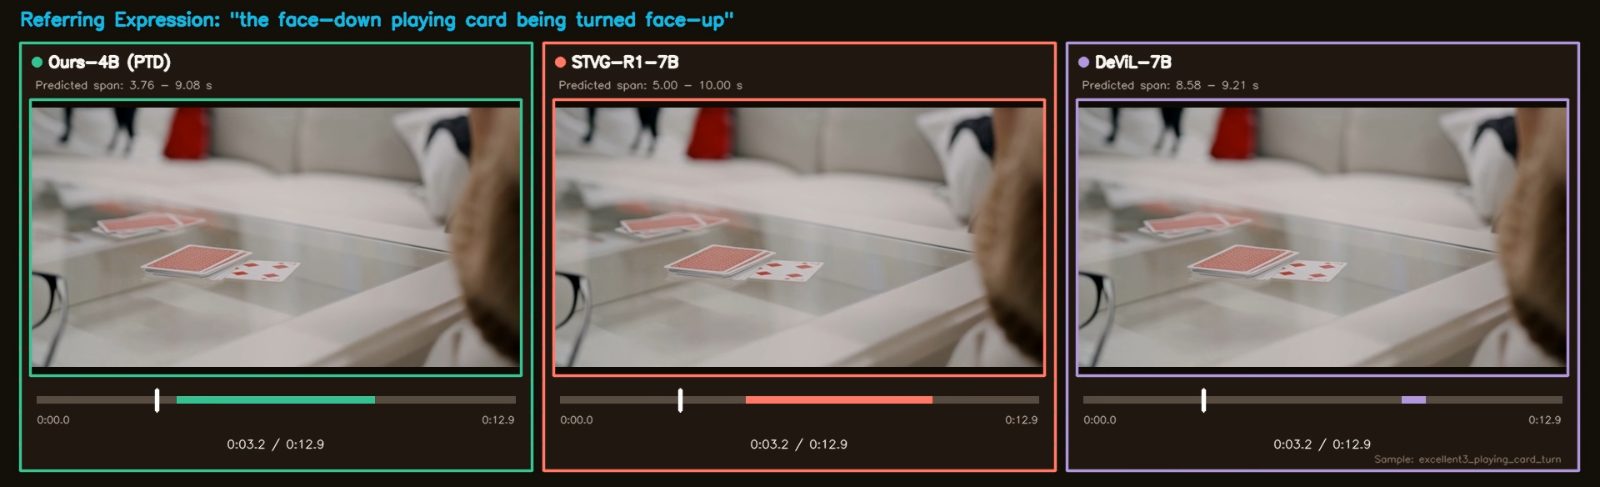 Referring Expression: "the face-down playing card being turned face-up"
Ours-4B (PTD)
Predicted span: 3.76 - 9.08 s
0:00.0
0:12.9
0:03.2 / 0:12.9
STVG-R1-7B
Predicted span: 5.00 - 10.00 s
0:00.0
0:12.9
0:03.2 / 0:12.9
DeViL-7B
Predicted span: 8.58 - 9.21 s
0:00.0
0:12.9
0:03.2 / 0:12.9
Sample: excellent3_playing_card_turn